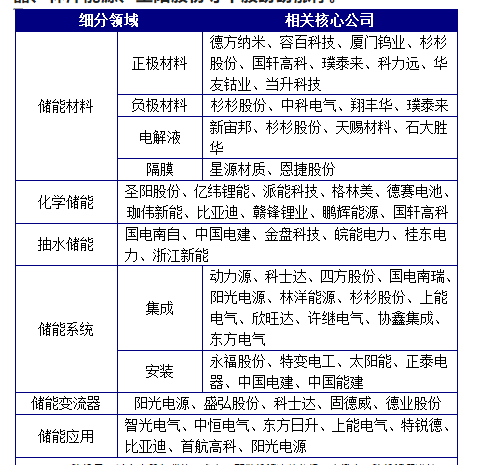 细分领域 相关核心公司
储能材料
正极材料
德方纳米、容百科技、厦门钨业、杉杉
股份、国轩高科、璞泰来、科力远、华
友钴业、当升科技
负极材料
杉杉股份、中科电气、翔丰华、璞泰来
电解液
新宙邦、杉杉股份、天赐材料、石大胜
华
隔膜
星源材质、恩捷股份
化学储能
圣阳股份、亿纬锂能、派能科技、格林美、德赛电池、
珈伟新能、比亚迪、赣锋锂业、鹏辉能源、国轩高科
抽水储能
国电南自、中国电建、金盘科技、皖能电力、桂东电
力、浙江新能
储能系统
集成
动力源、科士达、四方股份、国电南瑞、
阳光电源、林洋能源、杉杉股份、上能
电气、欣旺达、许继电气、协鑫集成、
东方电气
安装
永福股份、特变电工、太阳能、正泰电
器、中国电建、中国能建
储能变流器
阳光电源、盛弘股份、科士达、固德威、德业股份
储能应用
智光电气、中恒电气、东方日升、上能电气、特锐德、
比亚迪、首航高科、阳光电源